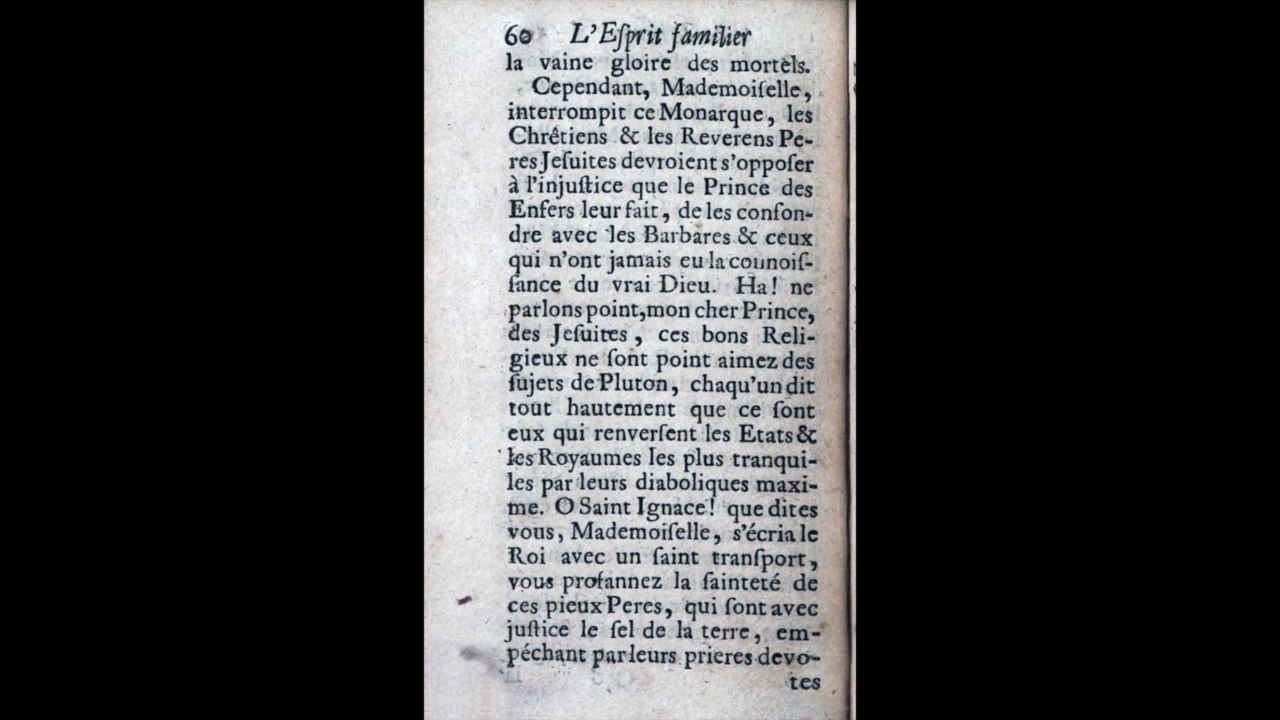 60 L'Eſprit familier
la vaine gloire des mortels.
Cependant, Mademoiſelle,
interrompit ce Monarque, les
Chrêtiens & les Reverens Pe-
res Jeſuites devroient s'oppoſer
à l'injuſtice que le Prince des
Enfers leur fait, de les confon-
dre avec les Barbares & ceux
qui n'ont jamais eu la connoiſ-
ſance du vrai Dieu. Ha! ne
parlons point, mon cher Prince,
des Jeſuites, ces bons Reli-
gieux ne ſont point aimez des
ſujets de Pluton, chaqu'un dit
tout hautement que ce ſont
eux qui renverſent les Etats &
les Royaumes les plus tranqui-
les par leurs diaboliques maxi-
me. O Saint Ignace! que dites
vous, Mademoiſelle, s'écria le
Roi avec un ſaint tranſport,
vous profannez la ſainteté de
ces pieux Peres, qui ſont avec
juſtice le ſel de la terre, em-
péchant par leurs prieres devo-
tes